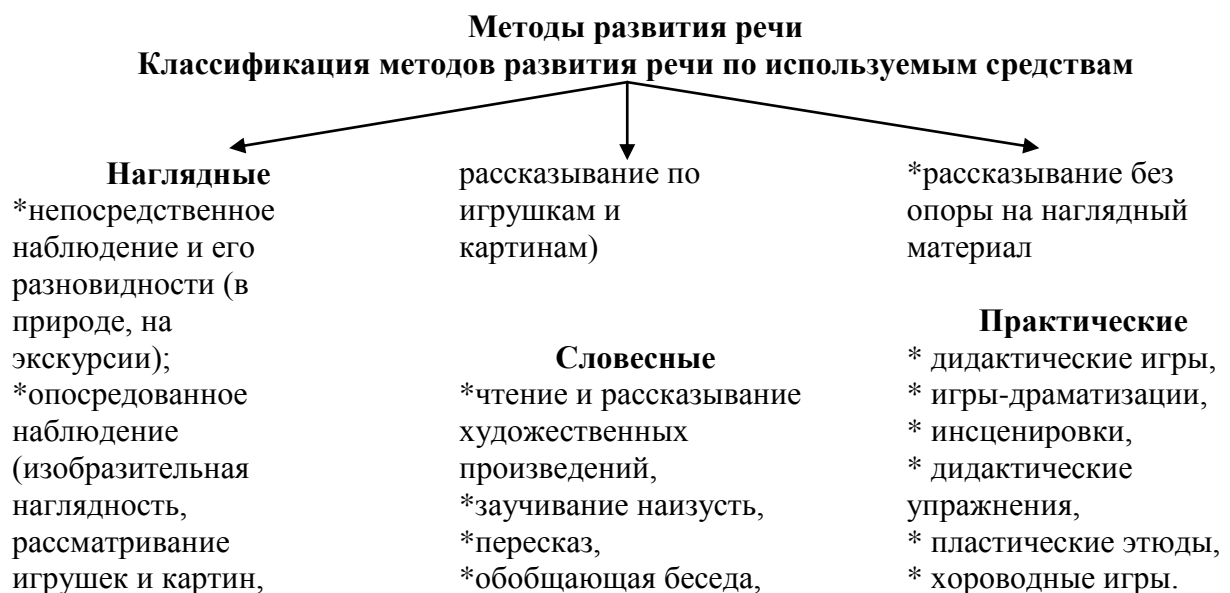 Методы развития речи
Классификация методов развития речи по используемым средствам
Наглядные
*непосредственное
наблюдение и его
разновидности (в
природе, на
экскурсии);
*опосредованное
наблюдение
(изобразительная
наглядность,
рассматривание
игрушек и картин,
рассказывание по
игрушкам и
картинам)
Словесные
*чтение и рассказывание
художественных
произведений,
*заучивание наизусть,
*пересказ,
*обобщающая беседа,
*рассказывание без
опоры на наглядный
материал
Практические
* дидактические игры,
* игры-драматизации,
* инсценировки,
* дидактические
упражнения,
* пластические этюды,
* хороводные игры.